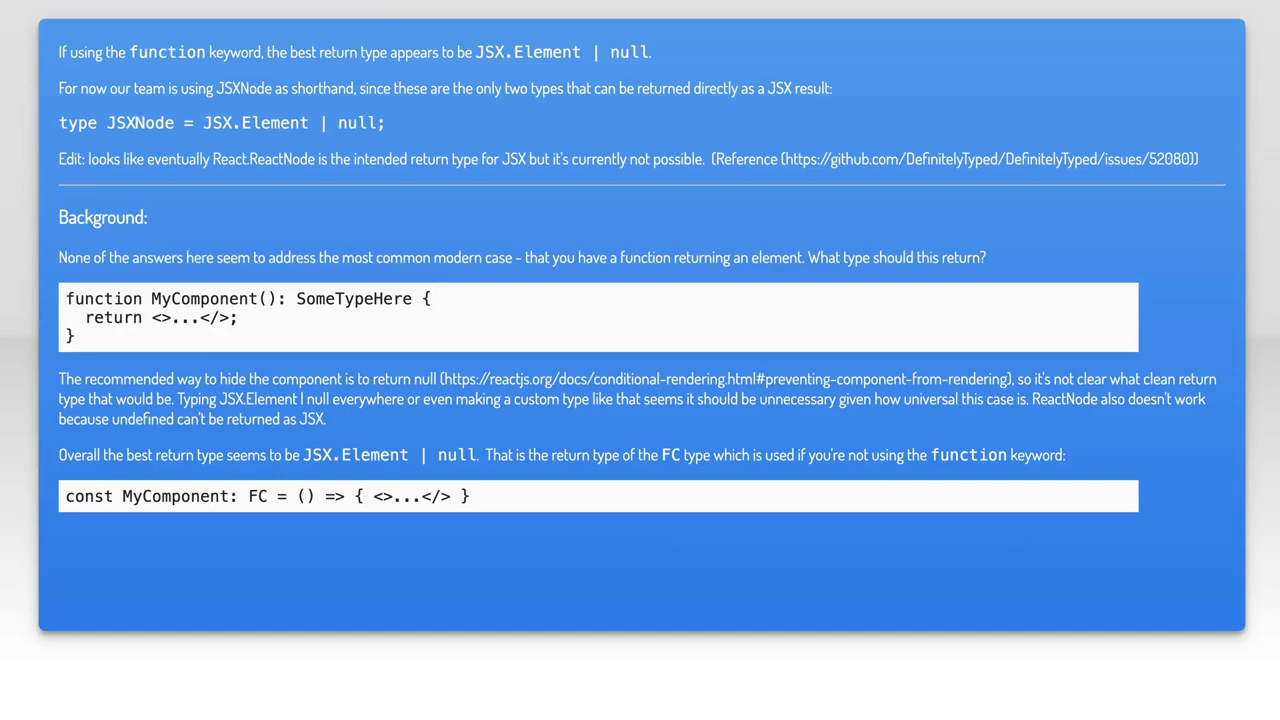 If using the function keyword, the best return type appears to be JSX.Element | null.
For now our team is using JSXNode as shorthand, since these are the only two types that can be returned directly as a JSX result:
type JSXNode = JSX.Element | null;
Edit: looks like eventually React.ReactNode is the intended return type for JSX but it's currently not possible. (Reference (https://github.com/DefinitelyTyped/DefinitelyTyped/issues/52080))
Background:
None of the answers here seem to address the most common modern case - that you have a function returning an element. What type should this return?
function MyComponent(): SomeTypeHere {
  return <>...</>;
}
The recommended way to hide the component is to return null (https://reactjs.org/docs/conditional-rendering.html#preventing-component-from-rendering), so it's not clear what clean return
type that would be. Typing JSX.Element | null everywhere or even making a custom type like that seems it should be unnecessary given how universal this case is. ReactNode also doesn't work
because undefined can't be returned as JSX.
Overall the best return type seems to be JSX.Element | null. That is the return type of the FC type which is used if you're not using the function keyword:
const MyComponent: FC = () => { <>...</> }